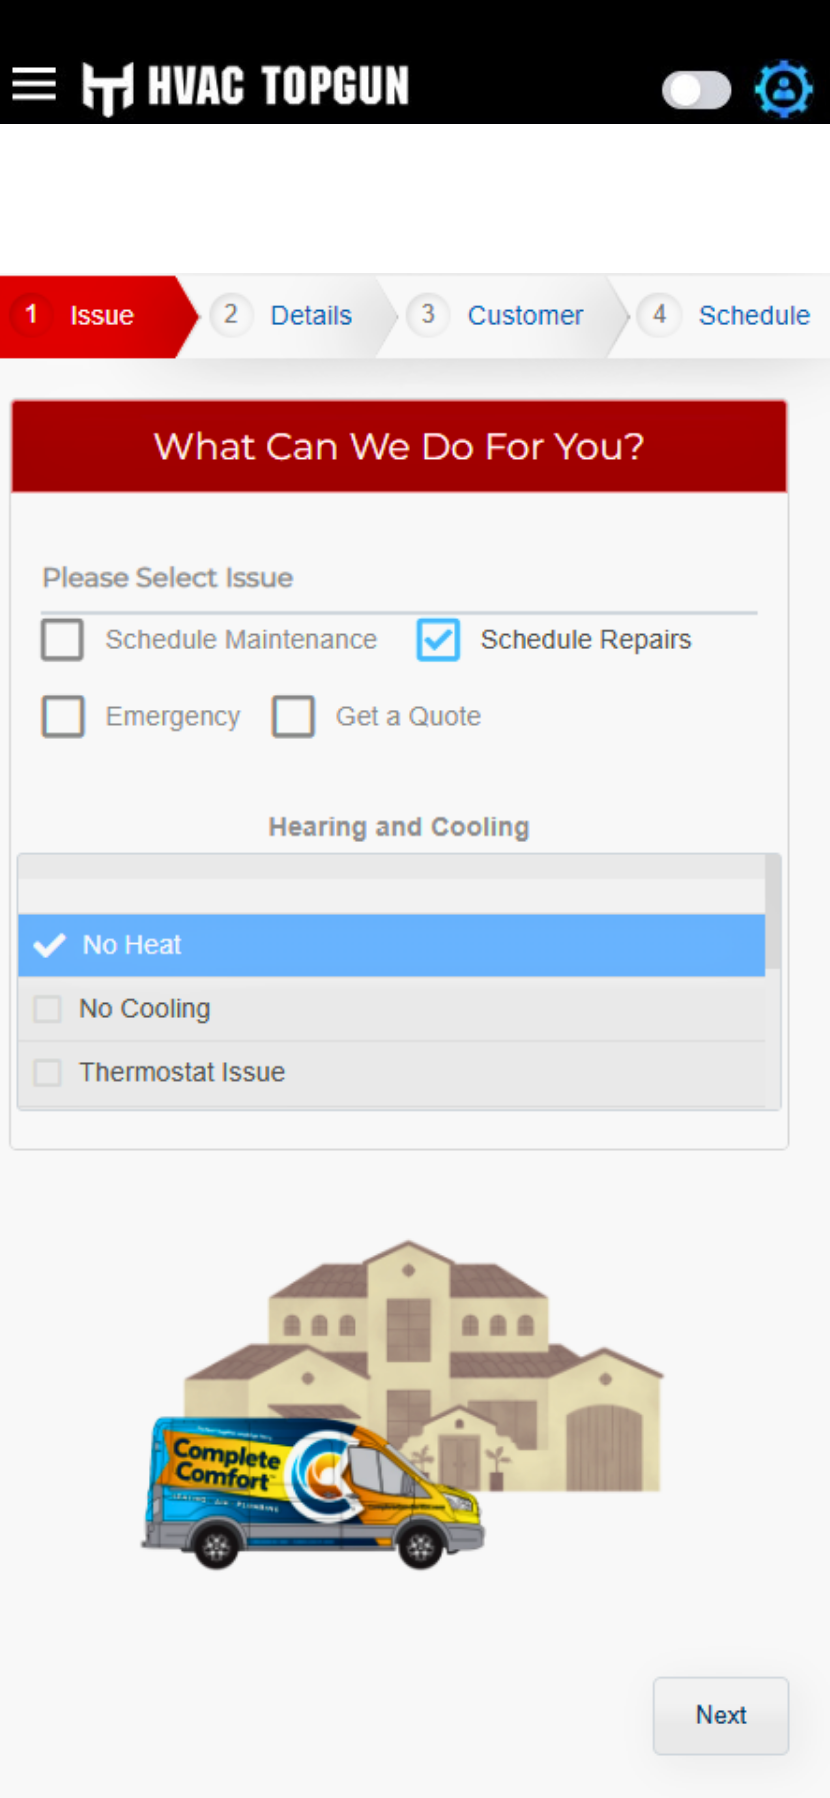 HVAC TOPGUN
1 Issue 2 Details 3 Customer 4 Schedule
What Can We Do For You?
Please Select Issue
Schedule Maintenance Schedule Repairs
Emergency Get a Quote
Hearing and Cooling
No Heat
No Cooling
Thermostat Issue
Complete
Comfort
Next